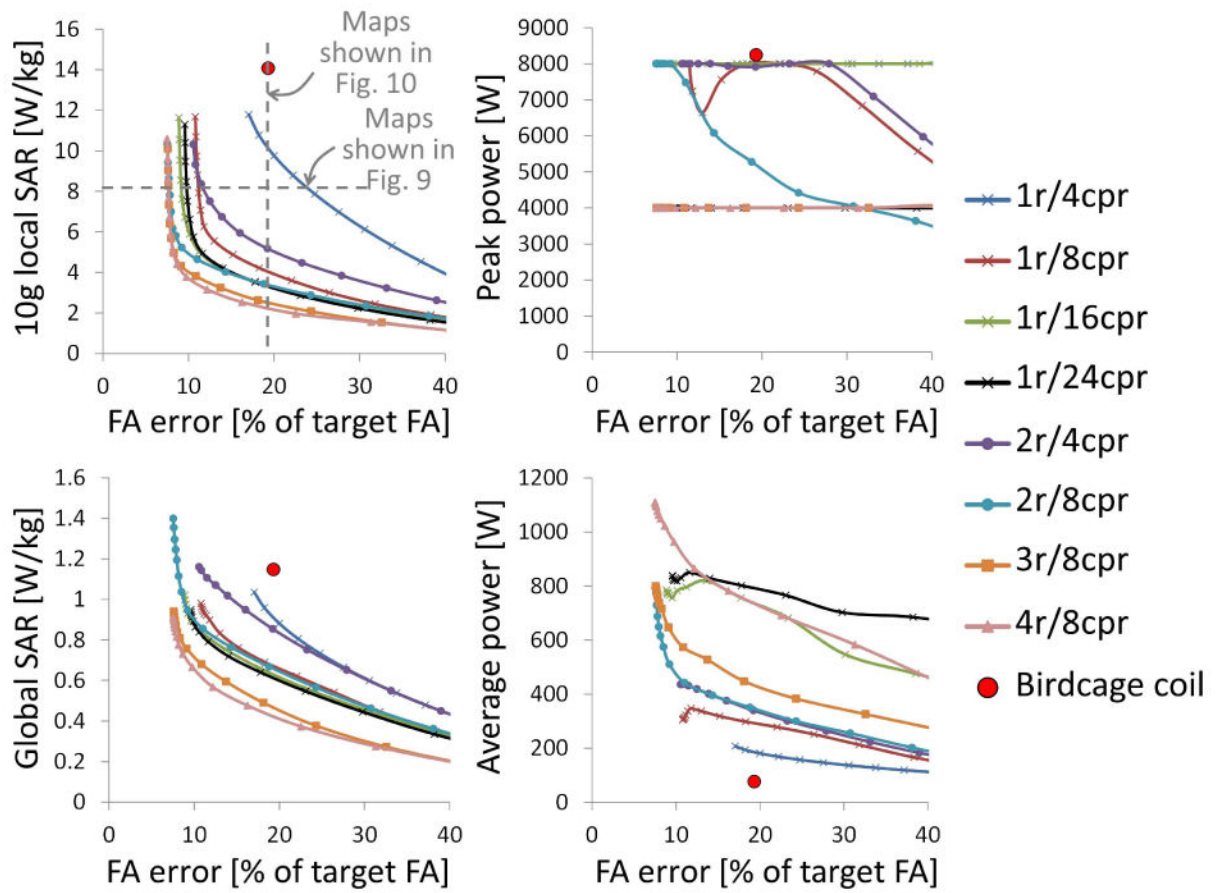 16
14
12
10
8
6
4
2
0
10g local SAR [W/kg]
0 10 20 30 40
FA error [% of target FA]
Maps
shown in
Fig. 10
Maps
shown in
Fig. 9
9000
8000
7000
6000
5000
4000
3000
2000
1000
0
Peak power [W]
0 10 20 30 40
FA error [% of target FA]
1.6
1.4
1.2
1
0.8
0.6
0.4
0.2
0
Global SAR [W/kg]
0 10 20 30 40
FA error [% of target FA]
1200
1000
800
600
400
200
0
Average power [W]
0 10 20 30 40
FA error [% of target FA]
1r/4cpr
1r/8cpr
1r/16cpr
1r/24cpr
2r/4cpr
2r/8cpr
3r/8cpr
4r/8cpr
Birdcage coil